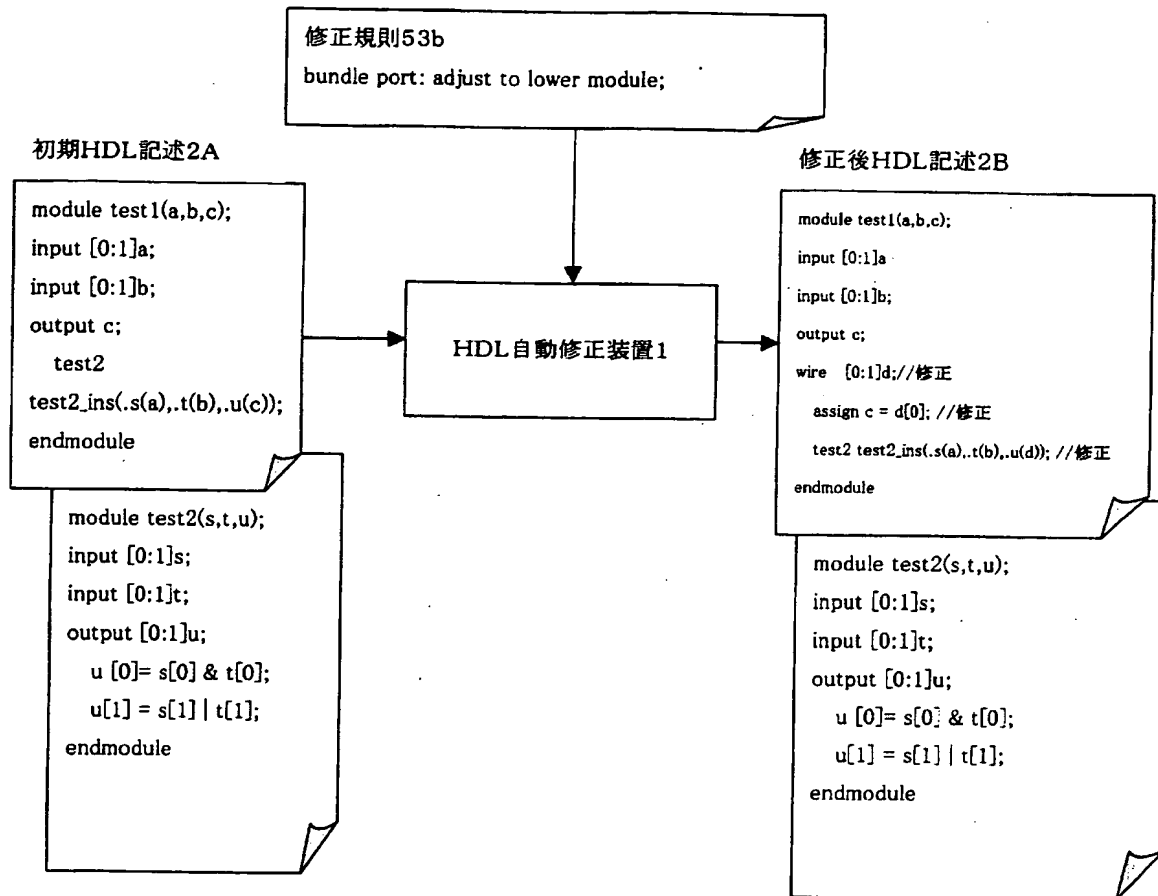 修正規則53b
bundle port: adjust to lower module;
初期HDL記述2A
module test1(a,b,c);
input [0:1]a;
input [0:1]b;
output c;
test2
test2_ins(.s(a),.t(b),.u(c));
endmodule
module test2(s,t,u);
input [0:1]s;
input [0:1]t;
output [0:1]u;
u [0]= s[0] & t[0];
u[1] = s[1] | t[1];
endmodule
HDL自動修正装置1
修正後HDL記述2B
module test1(a,b,c);
input [0:1]a
input [0:1]b;
output c;
wire [0:1]d;//修正
assign c = d[0]; //修正
test2 test2_ins(.s(a),.t(b),.u(d)); //修正
endmodule
module test2(s,t,u);
input [0:1]s;
input [0:1]t;
output [0:1]u;
u [0]= s[0] & t[0];
u[1] = s[1] | t[1];
endmodule